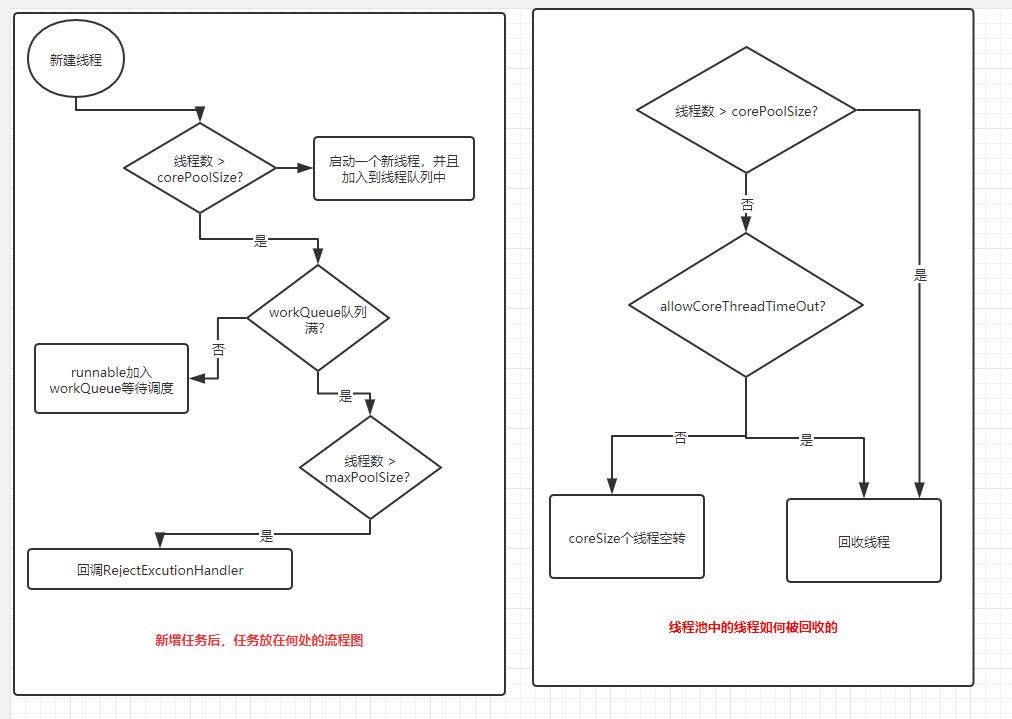 新建线程
线程数 >
corePoolSize?
启动一个新线程，并且
加入到线程队列中
是
workQueue队列
满?
否
runnable加入
workQueue等待调度
是
线程数 >
maxPoolSize?
是
回调RejectExcutionHandler
新增任务后，任务放在何处的流程图
线程数 > corePoolSize?
否
是
allowCoreThreadTimeOut?
否
是
coreSize个线程空转
回收线程
线程池中的线程如何被回收的